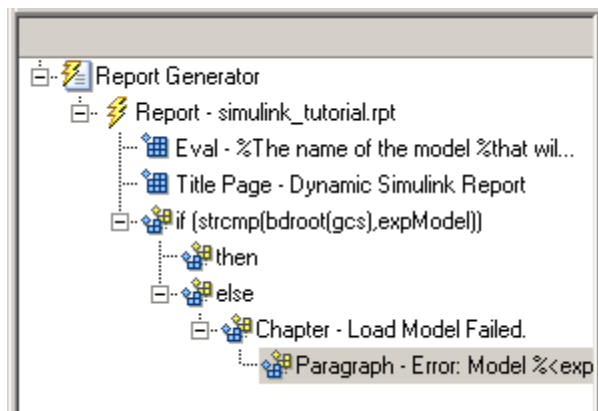 Report Generator
Report - simulink_tutorial.rpt
Eval - %The name of the model %that wil...
Title Page - Dynamic Simulink Report
if (strcmp(bdroot(gcs),expModel))
then
else
Chapter - Load Model Failed.
Paragraph - Error: Model %<exp